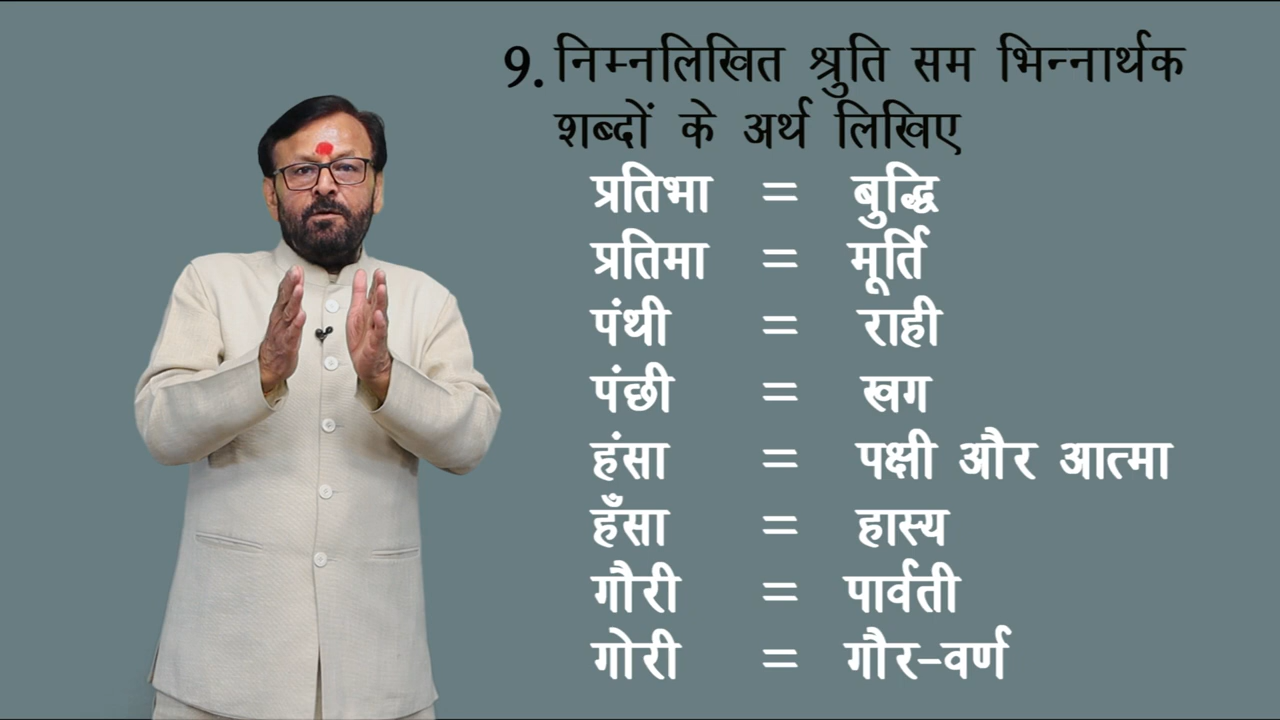 9. निम्नलिखित श्रुति सम भिन्नार्थक
शब्दों के अर्थ लिखिए
प्रतिभा = बुद्धि
प्रतिमा = मूर्ति
पंथी = राही
पंछी = खग
हंसा = पक्षी और आत्मा
हँसा = हास्य
गौरी = पार्वती
गोरी = गौर-वर्ण